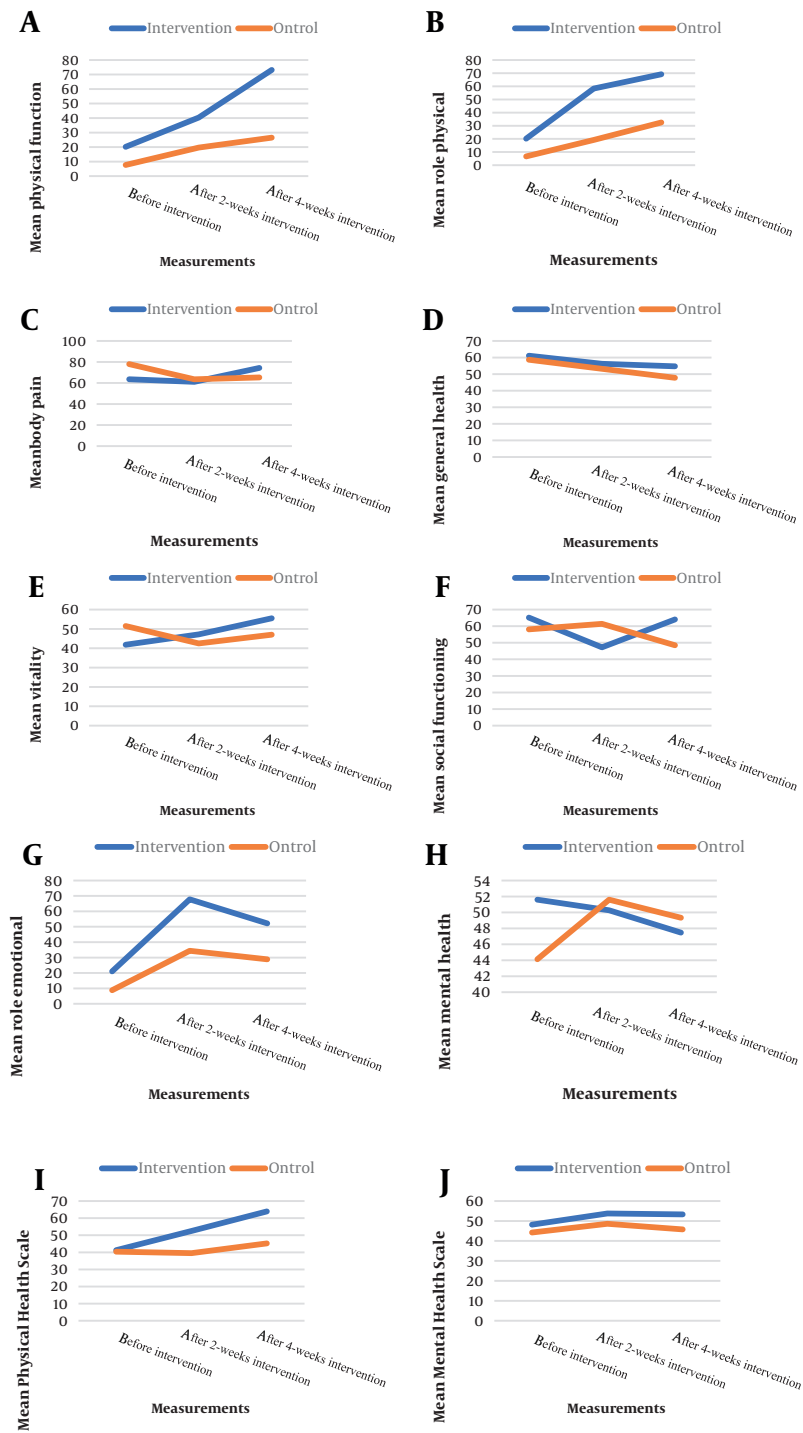 A
Intervention Ontrol
80
70
60
50
40
30
20
10
0
Mean physical function
Before intervention
After 2-weeks intervention
After 4-weeks intervention
Measurements
B
Intervention Ontrol
80
70
60
50
40
30
20
10
0
Mean role physical
Before intervention
After 2-weeks intervention
After 4-weeks intervention
Measurements
C
Intervention Ontrol
100
80
60
40
20
0
Meanbody pain
Before intervention
After 2-weeks intervention
After 4-weeks intervention
Measurements
D
Intervention Ontrol
70
60
50
40
30
20
10
0
Mean general health
Before intervention
After 2-weeks intervention
After 4-weeks intervention
Measurements
E
Intervention Ontrol
60
50
40
30
20
10
0
Mean vitality
Before intervention
After 2-weeks intervention
After 4-weeks intervention
Measurements
F
Intervention Ontrol
70
60
50
40
30
20
10
0
Mean social functioning
Before intervention
After 2-weeks intervention
After 4-weeks intervention
Measurements
G
Intervention Ontrol
80
70
60
50
40
30
20
10
0
Mean role emotional
Before intervention
After 2-weeks intervention
After 4-weeks intervention
Measurements
H
Intervention Ontrol
54
52
50
48
46
44
42
40
Mean mental health
Before intervention
After 2-weeks intervention
After 4-weeks intervention
Measurements
I
Intervention Ontrol
70
60
50
40
30
20
10
0
Mean Physical Health Scale
Before intervention
After 2-weeks intervention
After 4-weeks intervention
Measurements
J
Intervention Ontrol
60
50
40
30
20
10
0
Mean Mental Health Scale
Before intervention
After 2-weeks intervention
After 4-weeks intervention
Measurements